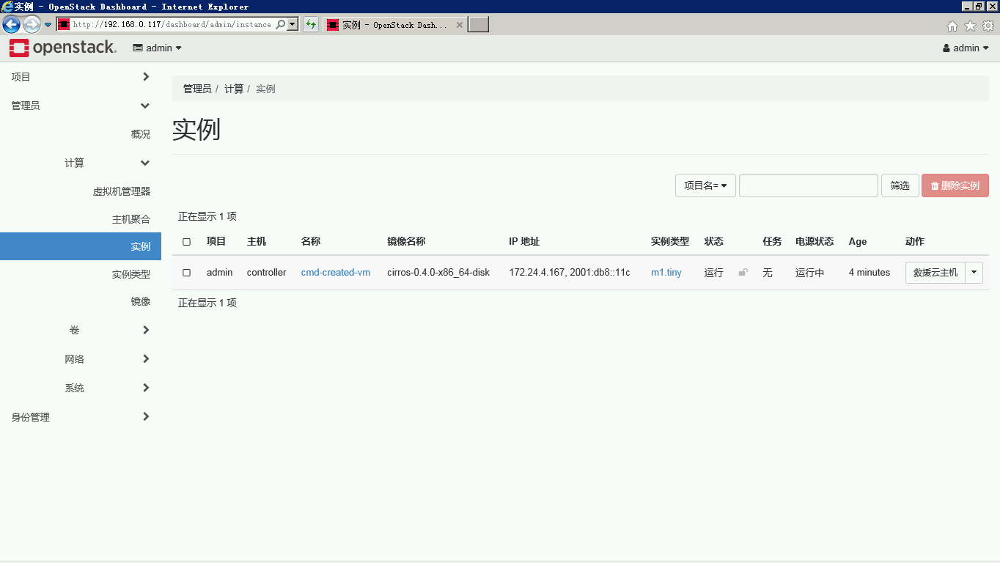 实例 - OpenStack Dashboard - Internet Explorer
http://192.168.0.117/dashboard/admin/instance
实例 - OpenStack Dash...
openstack. admin admin
项目
管理员
概况
计算
虚拟机管理器
主机聚合
实例
实例类型
镜像
卷
网络
系统
身份管理
管理员 / 计算 / 实例
实例
项目名= 筛选 删除实例
正在显示 1 项
项目 主机 名称 镜像名称 IP 地址 实例类型 状态 任务 电源状态 Age 动作
admin controller cmd-created-vm cirros-0.4.0-x86_64-disk 172.24.4.167, 2001:db8::11c m1.tiny 运行 无 运行中 4 minutes 救援云主机
正在显示 1 项